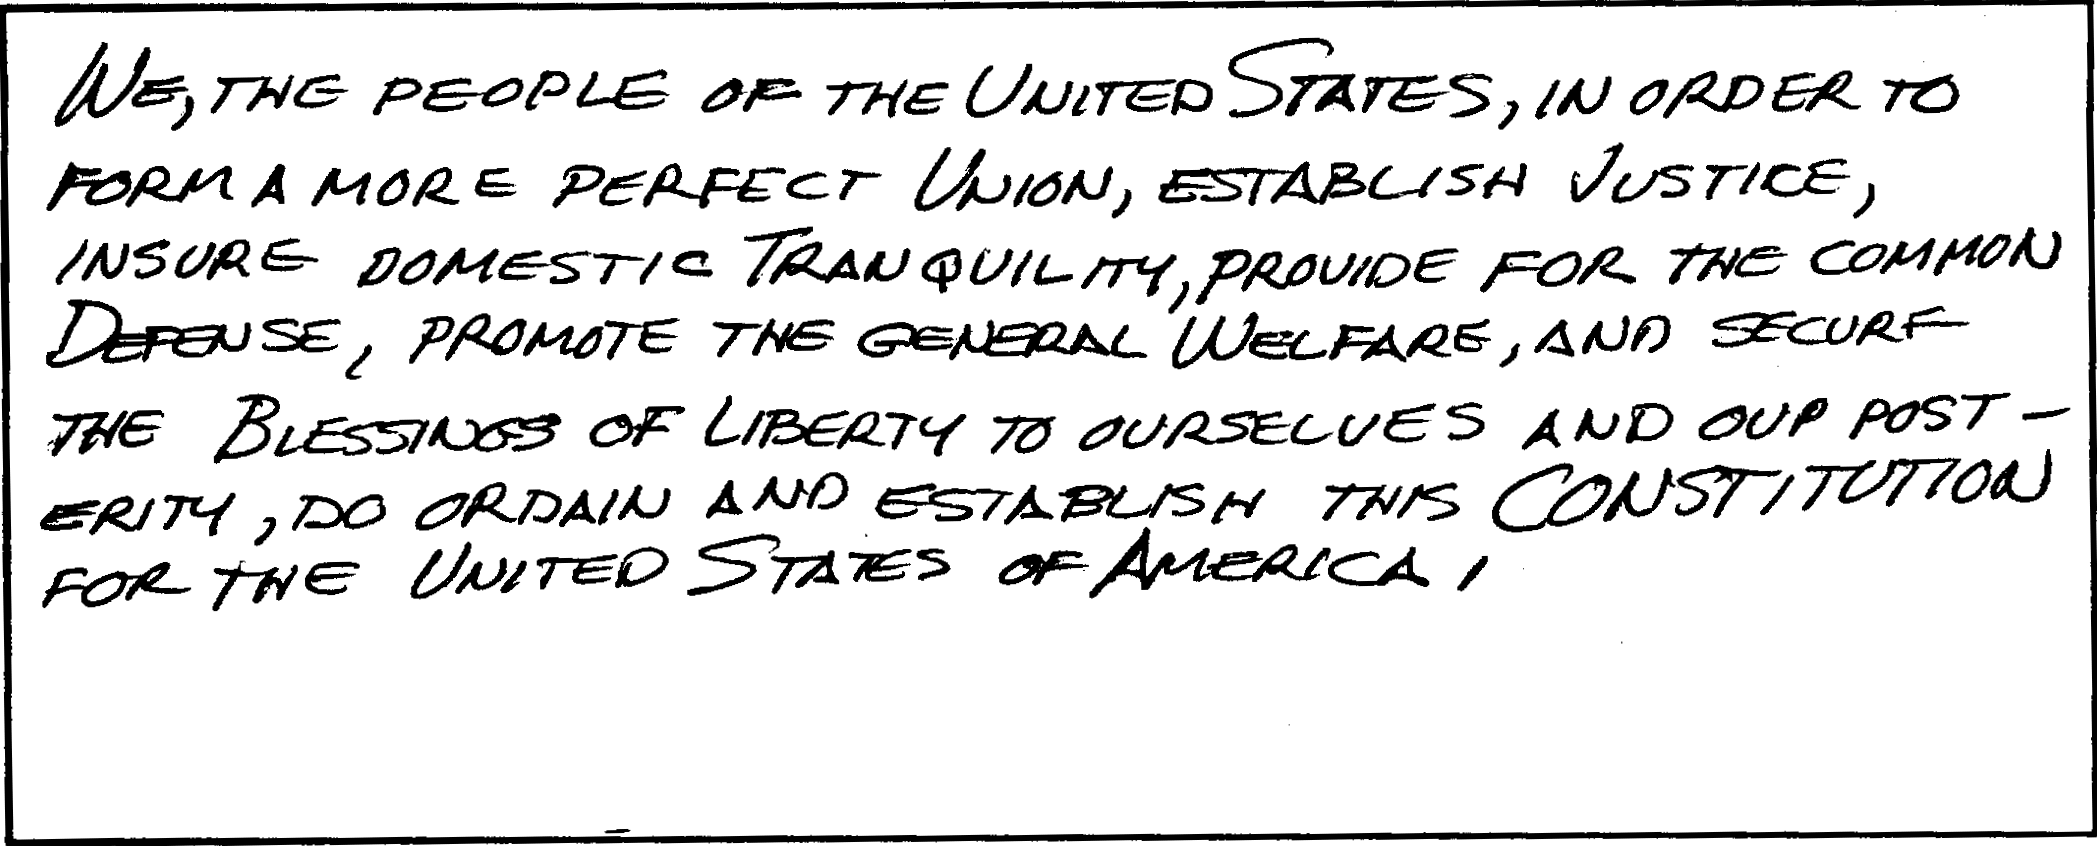 We, the people of the United States, in order to
form a more perfect Union, establish Justice,
insure domestic Tranquility, provide for the common
Defense, promote the general Welfare, and secure
the Blessings of Liberty to ourselves and our post-
erity, do ordain and establish this CONSTITUTION
for the United States of America.